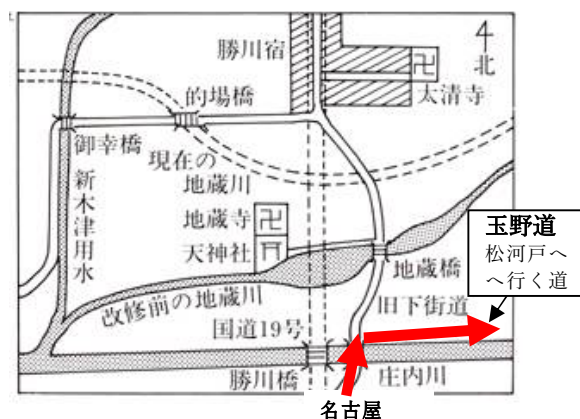 勝川宿
北
卍
太清寺
的場橋
御幸橋
現在の
地蔵川
新木津用水
地蔵寺
卍
天神社
地蔵橋
玉野道
松河戸へ
へ行く道
改修前の地蔵川
旧下街道
国道19号
勝川橋
庄内川
名古屋